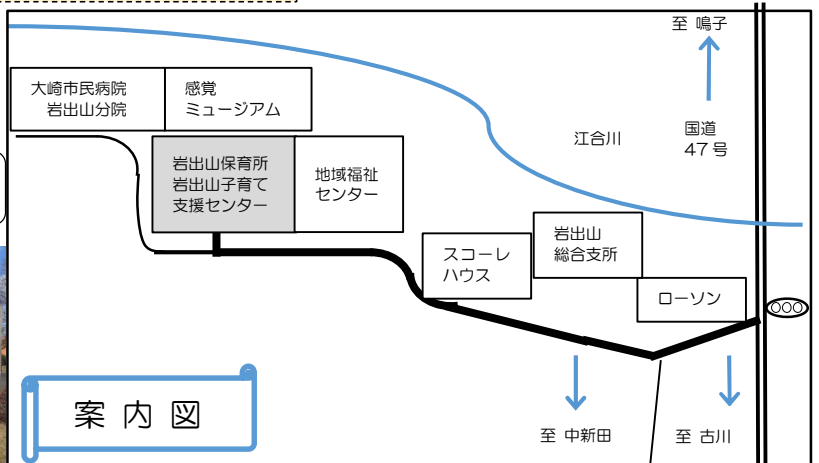 至 鳴子
大崎市民病院
岩出山分院
感覚
ミュージアム
江合川
国道
47号
岩出山保育所
岩出山子育て
支援センター
地域福祉
センター
スコーレ
ハウス
岩出山
総合支所
ローソン
案内図
至 中新田
至 古川